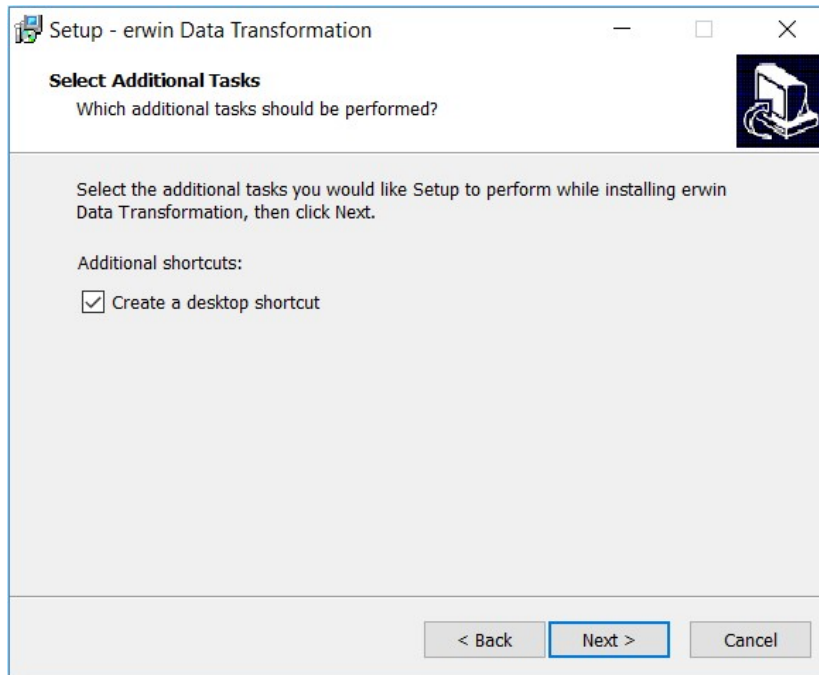 Setup - erwin Data Transformation
Select Additional Tasks
Which additional tasks should be performed?
Select the additional tasks you would like Setup to perform while installing erwin
Data Transformation, then click Next.
Additional shortcuts:
Create a desktop shortcut
< Back
Next >
Cancel